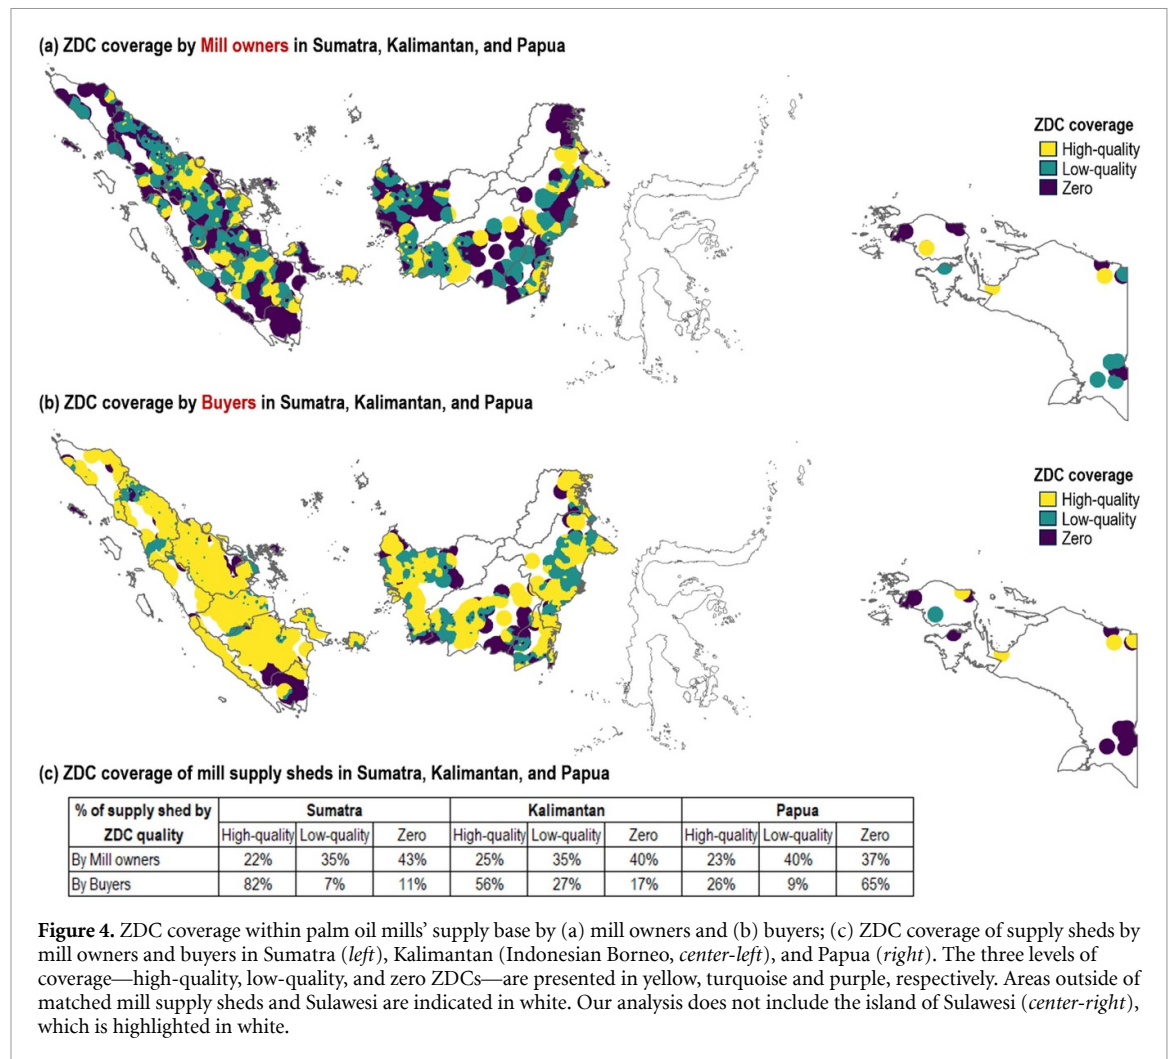 (a) ZDC coverage by Mill owners in Sumatra, Kalimantan, and Papua
ZDC coverage
High-quality
Low-quality
Zero
(b) ZDC coverage by Buyers in Sumatra, Kalimantan, and Papua
ZDC coverage
High-quality
Low-quality
Zero
(c) ZDC coverage of mill supply sheds in Sumatra, Kalimantan, and Papua
% of supply shed by ZDC quality Sumatra Kalimantan Papua
High-quality Low-quality Zero High-quality Low-quality Zero High-quality Low-quality Zero
By Mill owners 22% 35% 43% 25% 35% 40% 23% 40% 37%
By Buyers 82% 7% 11% 56% 27% 17% 26% 9% 65%
Figure 4. ZDC coverage within palm oil mills' supply base by (a) mill owners and (b) buyers; (c) ZDC coverage of supply sheds by
mill owners and buyers in Sumatra (left), Kalimantan (Indonesian Borneo, center-left), and Papua (right). The three levels of
coverage—high-quality, low-quality, and zero ZDCs—are presented in yellow, turquoise and purple, respectively. Areas outside of
matched mill supply sheds and Sulawesi are indicated in white. Our analysis does not include the island of Sulawesi (center-right),
which is highlighted in white.